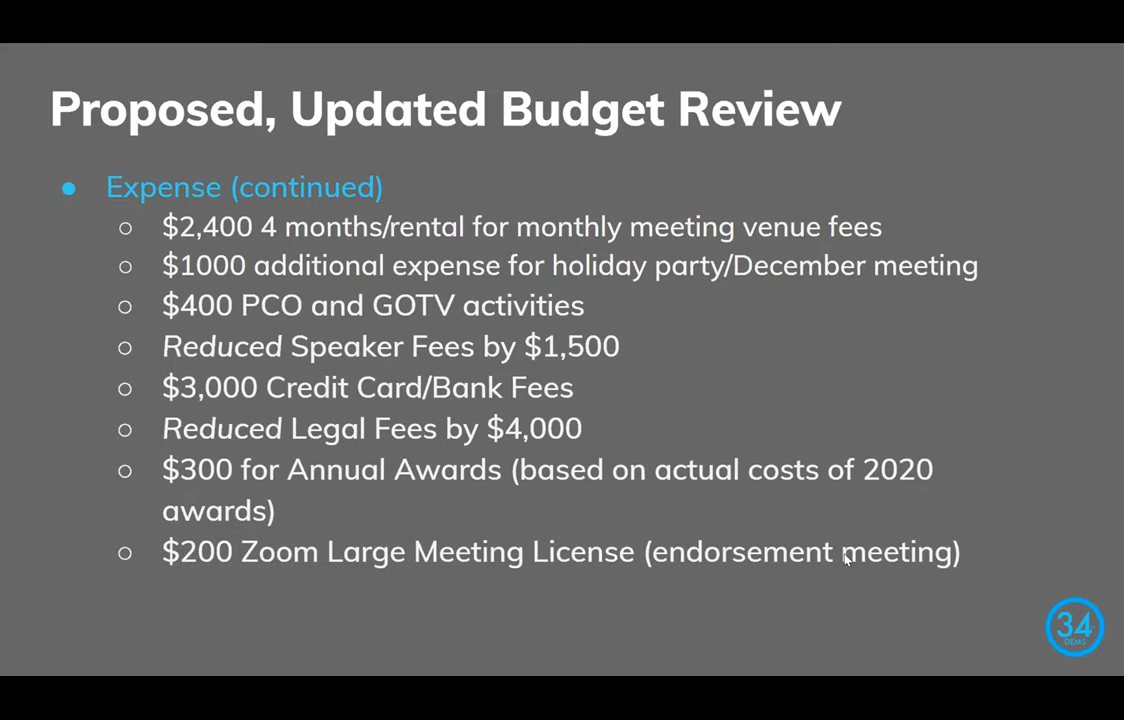 Proposed, Updated Budget Review
● Expense (continued)
○ $2,400 4 months/rental for monthly meeting venue fees
○ $1000 additional expense for holiday party/December meeting
○ $400 PCO and GOTV activities
○ Reduced Speaker Fees by $1,500
○ $3,000 Credit Card/Bank Fees
○ Reduced Legal Fees by $4,000
○ $300 for Annual Awards (based on actual costs of 2020
awards)
○ $200 Zoom Large Meeting License (endorsement meeting)
34
DEMS